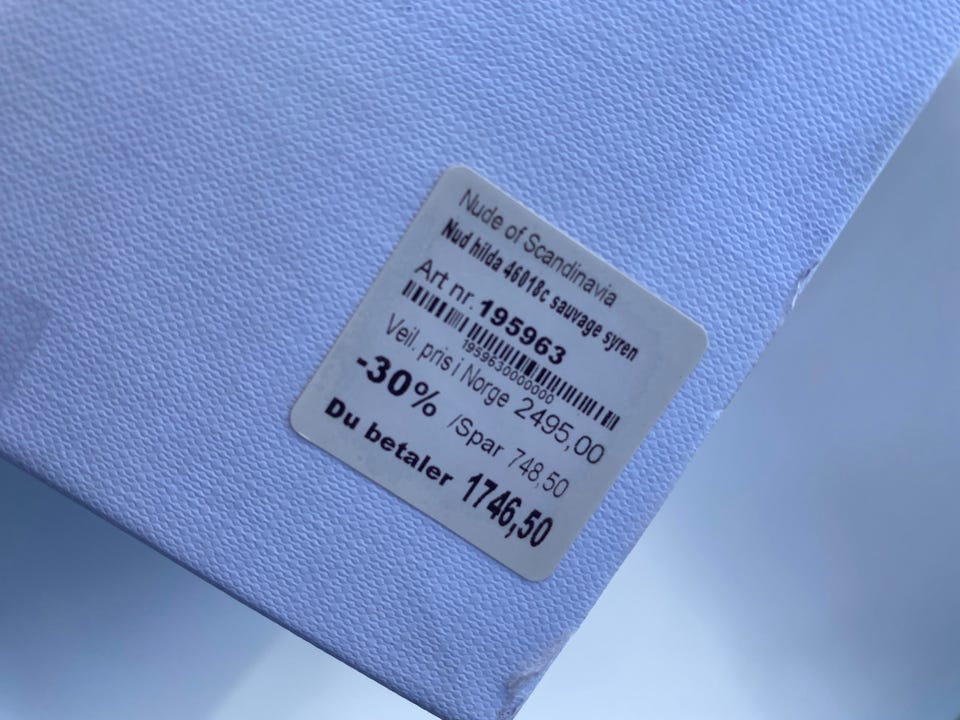 Nude of Scandinavia
Nud hilda 46018c sauvage syren
Art nr. 195963
1959630000000
Veil. pris i Norge 2495,00
-30% /Spar 748,50
Du betaler 1746,50